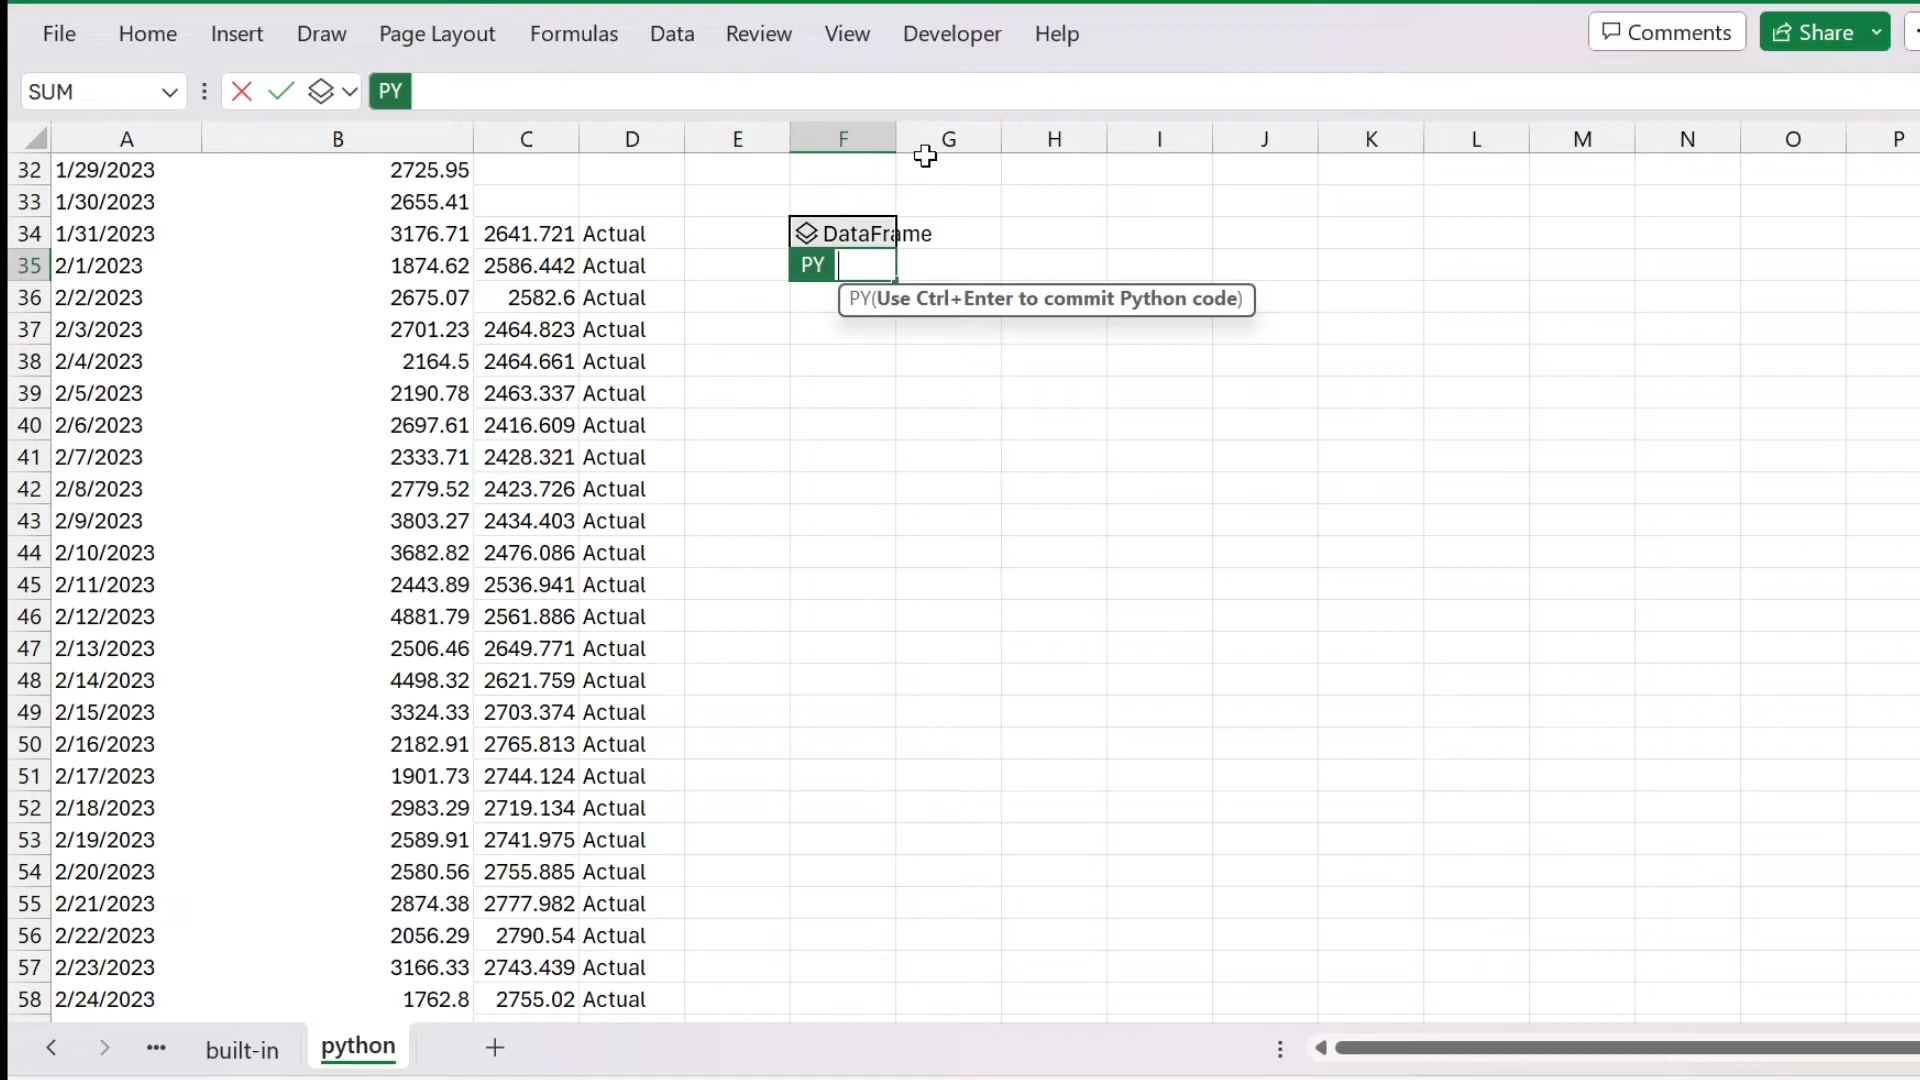 File Home Insert Draw Page Layout Formulas Data Review View Developer Help Comments Share
SUM PY
A B C D E F G H I J K L M N O P
32 1/29/2023 2725.95
33 1/30/2023 2655.41
34 1/31/2023 3176.71 2641.721 Actual DataFrame
35 2/1/2023 1874.62 2586.442 Actual PY
36 2/2/2023 2675.07 2582.6 Actual PY(Use Ctrl+Enter to commit Python code)
37 2/3/2023 2701.23 2464.823 Actual
38 2/4/2023 2164.5 2464.661 Actual
39 2/5/2023 2190.78 2463.337 Actual
40 2/6/2023 2697.61 2416.609 Actual
41 2/7/2023 2333.71 2428.321 Actual
42 2/8/2023 2779.52 2423.726 Actual
43 2/9/2023 3803.27 2434.403 Actual
44 2/10/2023 3682.82 2476.086 Actual
45 2/11/2023 2443.89 2536.941 Actual
46 2/12/2023 4881.79 2561.886 Actual
47 2/13/2023 2506.46 2649.771 Actual
48 2/14/2023 4498.32 2621.759 Actual
49 2/15/2023 3324.33 2703.374 Actual
50 2/16/2023 2182.91 2765.813 Actual
51 2/17/2023 1901.73 2744.124 Actual
52 2/18/2023 2983.29 2719.134 Actual
53 2/19/2023 2589.91 2741.975 Actual
54 2/20/2023 2580.56 2755.885 Actual
55 2/21/2023 2874.38 2777.982 Actual
56 2/22/2023 2056.29 2790.54 Actual
57 2/23/2023 3166.33 2743.439 Actual
58 2/24/2023 1762.8 2755.02 Actual
built-in python